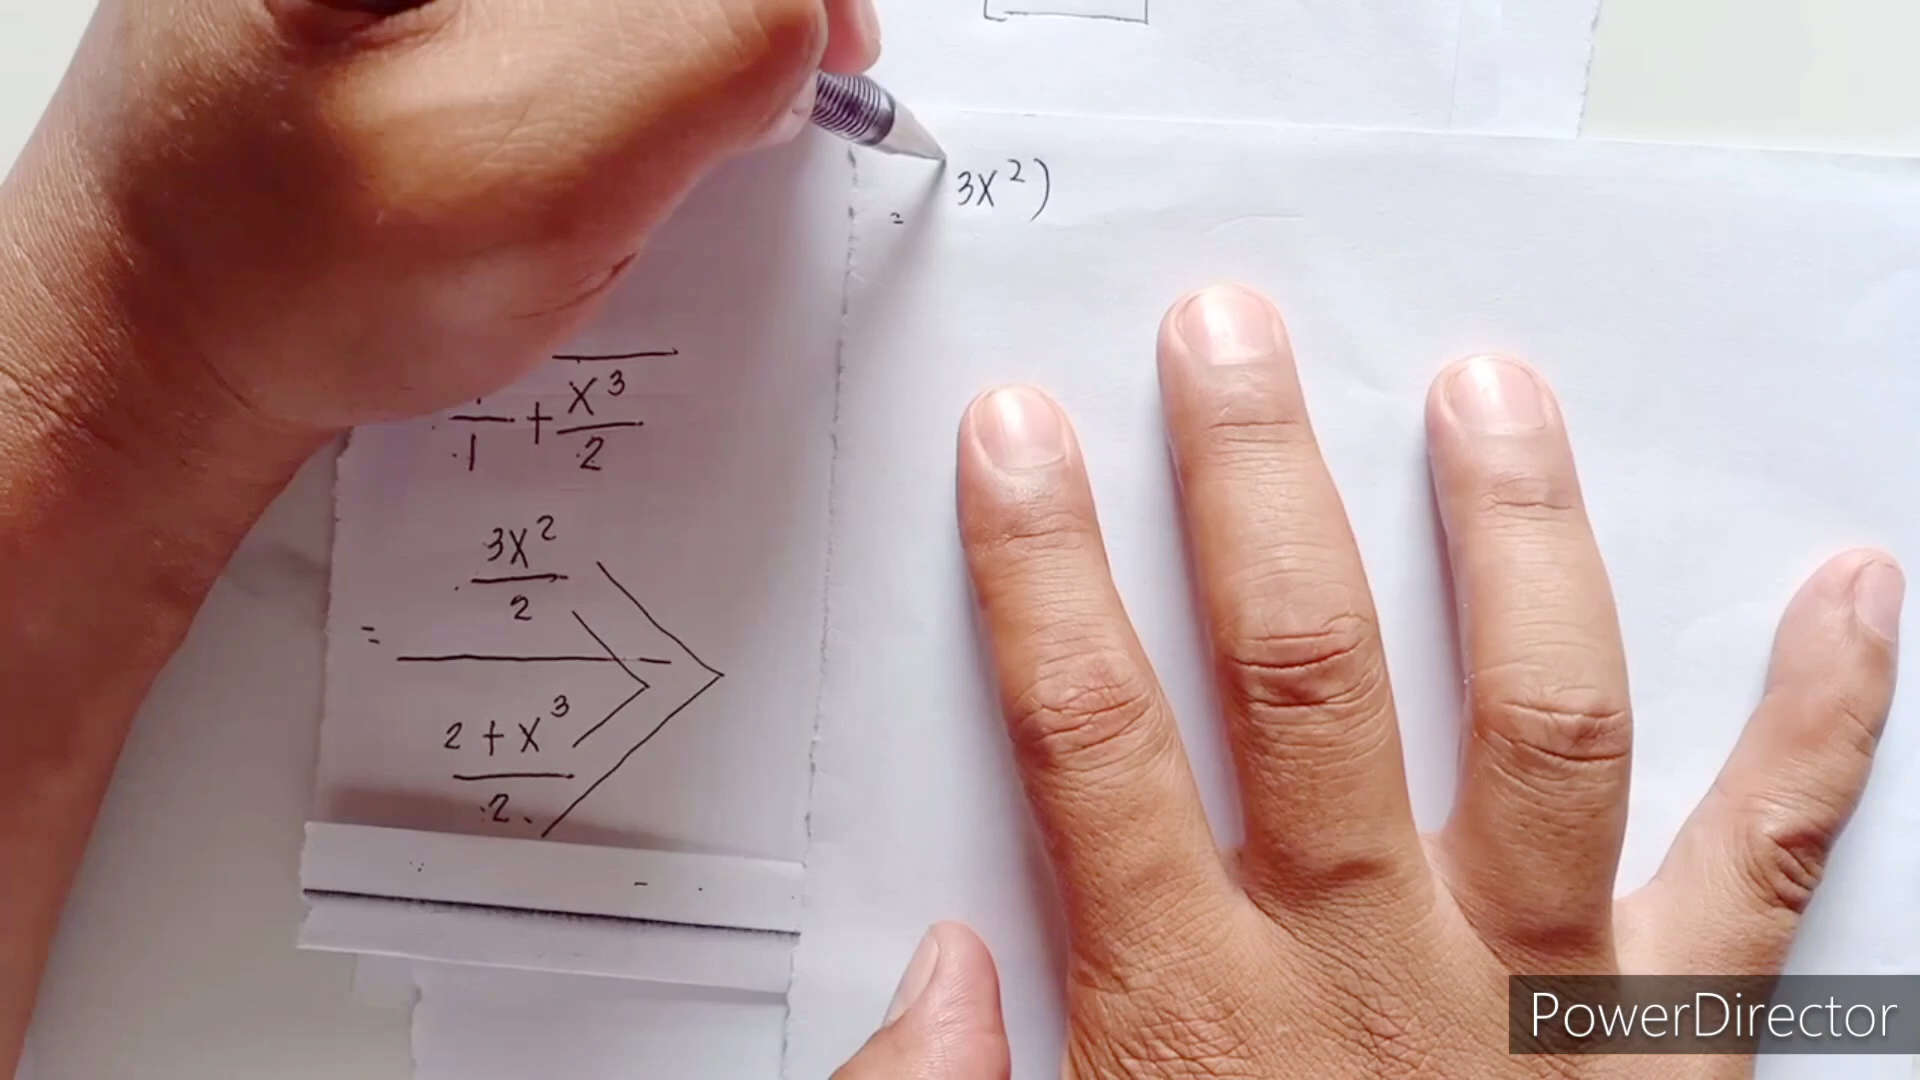 3x²)
=
1 + x³
2
3x²
2
=
2 + x³
2
PowerDirector